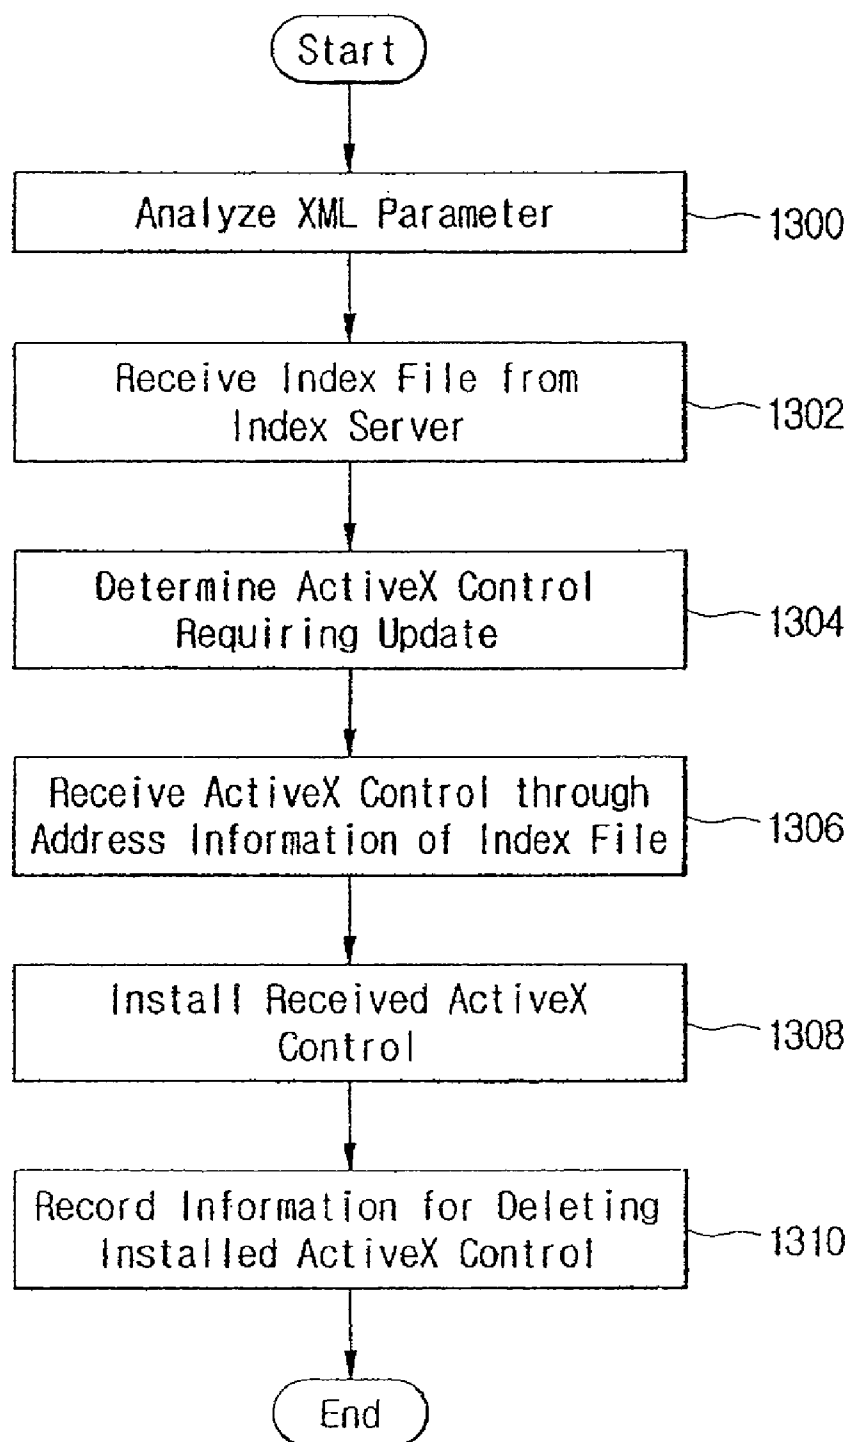 Start
Analyze XML Parameter
1300
Receive Index File from
Index Server
1302
Determine ActiveX Control
Requiring Update
1304
Receive ActiveX Control through
Address Information of Index File
1306
Install Received ActiveX
Control
1308
Record Information for Deleting
Installed ActiveX Control
1310
End